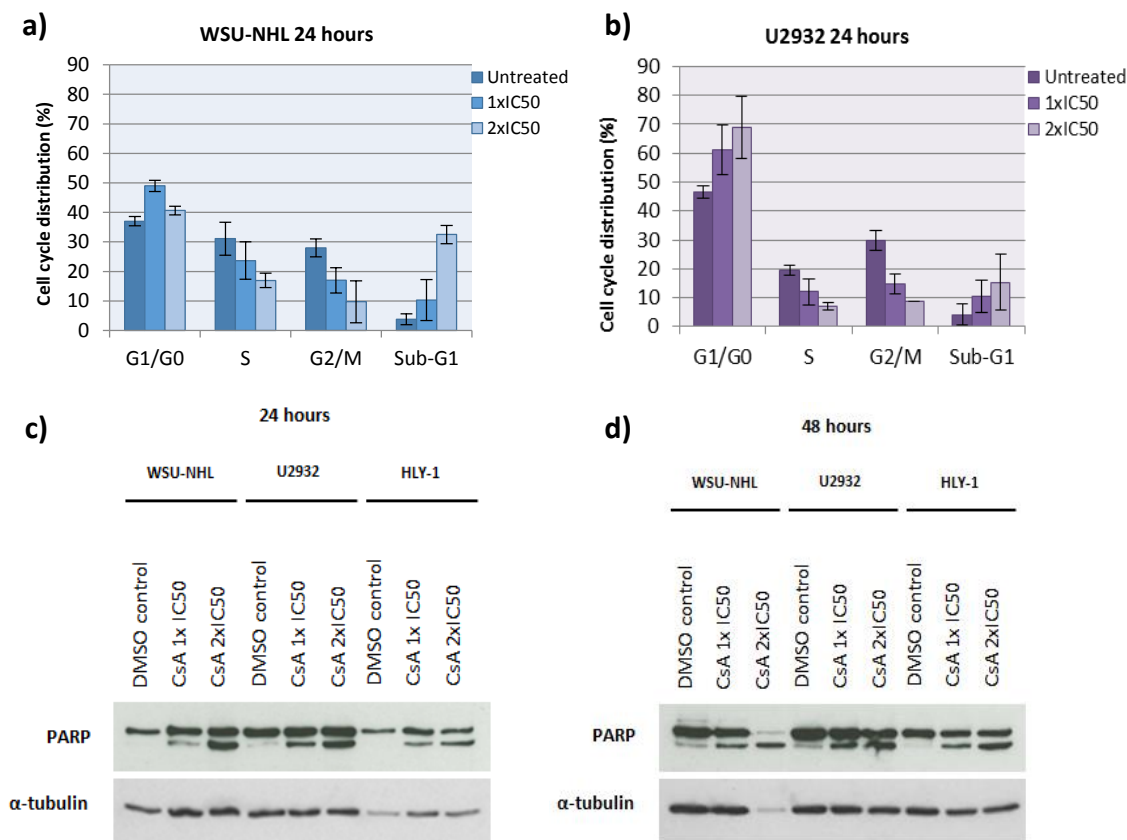 a)
WSU-NHL 24 hours
Cell cycle distribution (%)
90
80
70
60
50
40
30
20
10
0
G1/G0 S G2/M Sub-G1
Untreated
1xIC50
2xIC50
b)
U2932 24 hours
Cell cycle distribution (%)
90
80
70
60
50
40
30
20
10
0
G1/G0 S G2/M Sub-G1
Untreated
1xIC50
2xIC50
c)
24 hours
WSU-NHL U2932 HLY-1
DMSO control
CsA 1x IC50
CsA 2xIC50
DMSO control
CsA 1x IC50
CsA 2xIC50
DMSO control
CsA 1x IC50
CsA 2xIC50
PARP
α-tubulin
d)
48 hours
WSU-NHL U2932 HLY-1
DMSO control
CsA 1x IC50
CsA 2xIC50
DMSO control
CsA 1x IC50
CsA 2xIC50
DMSO control
CsA 1x IC50
CsA 2xIC50
PARP
α-tubulin